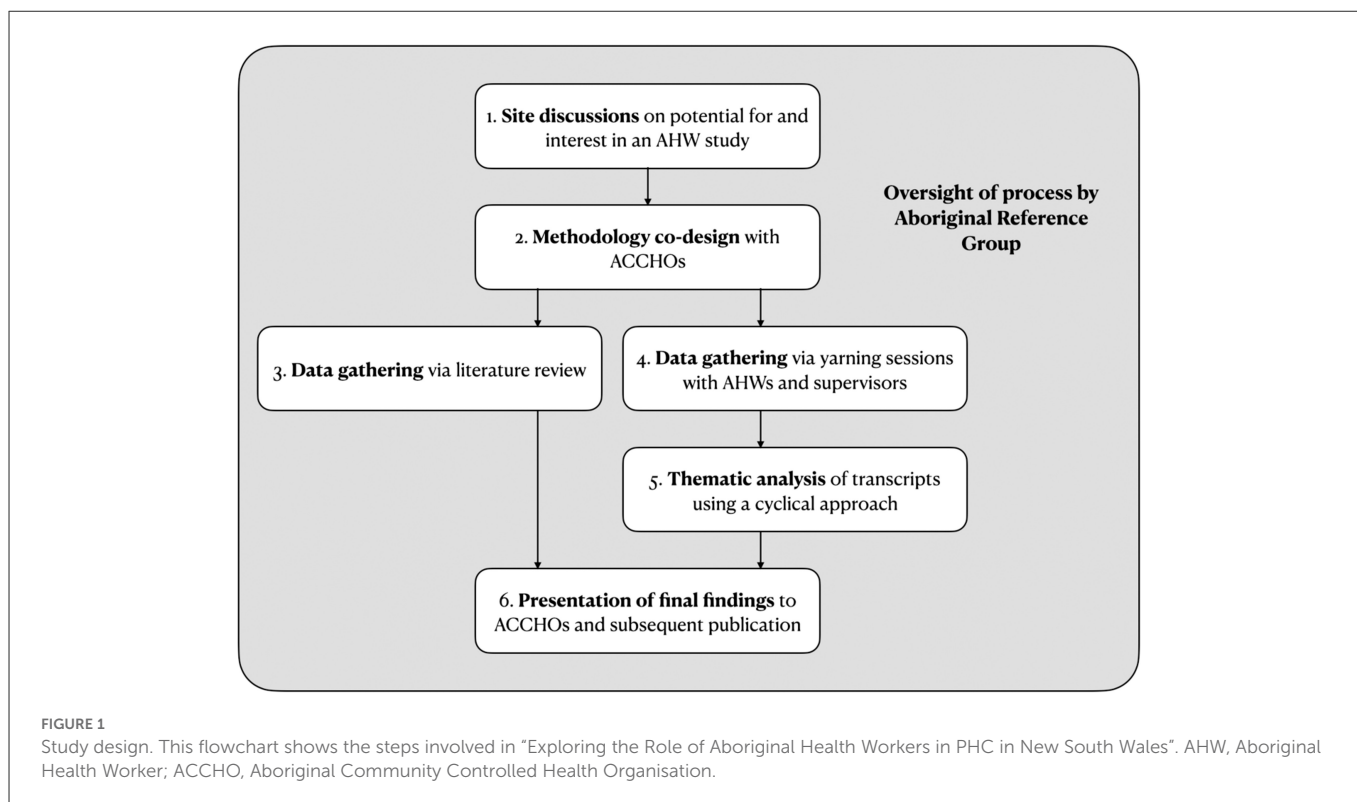 1. Site discussions on potential for and
interest in an AHW study
Oversight of process by
Aboriginal Reference
Group
2. Methodology co-design with
ACCHOs
3. Data gathering via literature review
4. Data gathering via yarning sessions
with AHWs and supervisors
5. Thematic analysis of transcripts
using a cyclical approach
6. Presentation of final findings to
ACCHOs and subsequent publication
FIGURE 1
Study design. This flowchart shows the steps involved in “Exploring the Role of Aboriginal Health Workers in PHC in New South Wales”. AHW, Aboriginal
Health Worker; ACCHO, Aboriginal Community Controlled Health Organisation.